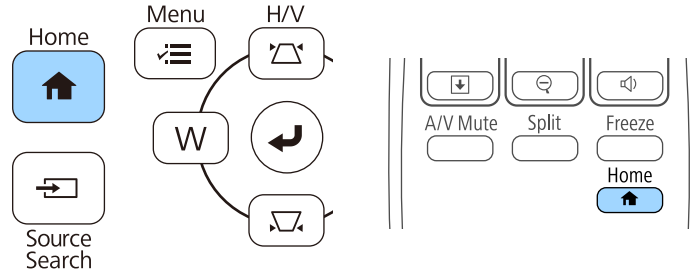 Home
Menu
H/V
W
Source
Search
A/V Mute
Split
Freeze
Home